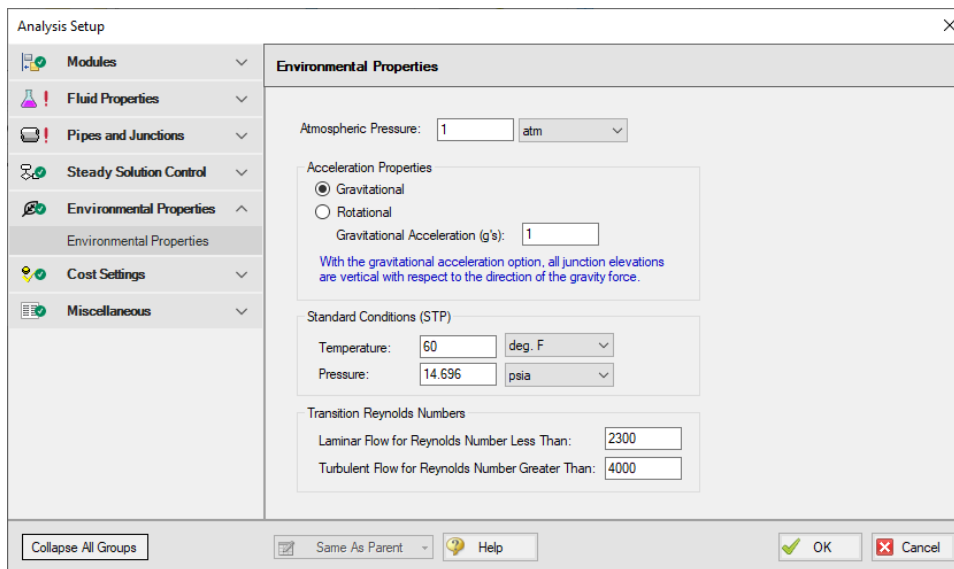 Analysis Setup
Modules
Fluid Properties
Pipes and Junctions
Steady Solution Control
Environmental Properties
Environmental Properties
Cost Settings
Miscellaneous
Collapse All Groups
Environmental Properties
Atmospheric Pressure: 1 atm
Acceleration Properties
Gravitational
Rotational
Gravitational Acceleration (g's): 1
With the gravitational acceleration option, all junction elevations
are vertical with respect to the direction of the gravity force.
Standard Conditions (STP)
Temperature: 60 deg. F
Pressure: 14.696 psia
Transition Reynolds Numbers
Laminar Flow for Reynolds Number Less Than: 2300
Turbulent Flow for Reynolds Number Greater Than: 4000
Same As Parent
Help
OK
Cancel